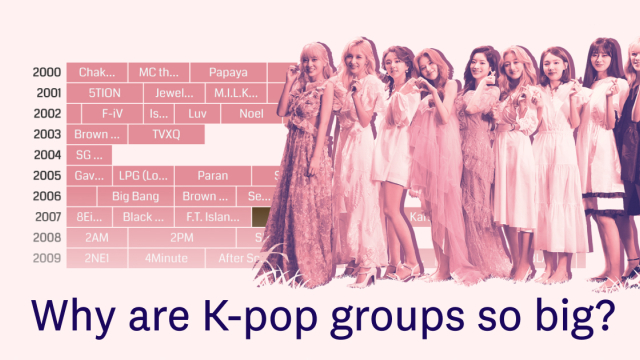 2000 Chak... MC th... Papaya
2001 5TION Jewel... M.I.L.K...
2002 F-iV Is... Luv Noel
2003 Brown ... TVXQ
2004 SG ...
2005 Gav... LPG (Lo... Paran
2006 Big Bang Brown ... Se...
2007 8Ei... Black ... F.T. Islan...
2008 2AM 2PM
2009 2NE1 4Minute After
Why are K-pop groups so big?